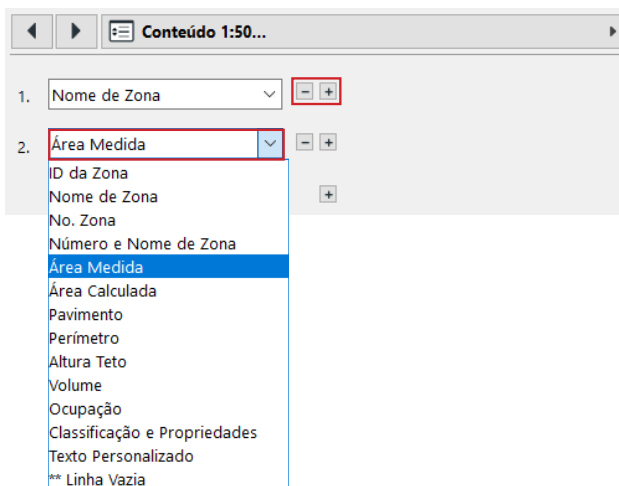 Conteúdo 1:50...
1. Nome de Zona
2. Área Medida
ID da Zona
Nome de Zona
No. Zona
Número e Nome de Zona
Área Medida
Área Calculada
Pavimento
Perímetro
Altura Teto
Volume
Ocupação
Classificação e Propriedades
Texto Personalizado
** Linha Vazia